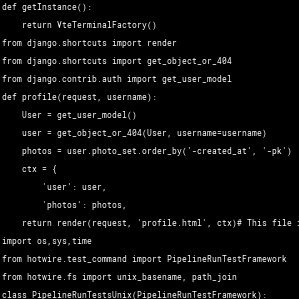 def getInstance():
    return VteTerminalFactory()
from django.shortcuts import render
from django.shortcuts import get_object_or_404
from django.contrib.auth import get_user_model
def profile(request, username):
    User = get_user_model()
    user = get_object_or_404(User, username=username)
    photos = user.photo_set.order_by('-created_at', '-pk')
    ctx = {
        'user': user,
        'photos': photos,
    return render(request, 'profile.html', ctx)# This file
import os,sys,time
from hotwire.test_command import PipelineRunTestFramework
from hotwire.fs import unix_basename, path_join
class PipelineRunTestsUnix(PipelineRunTestFramework):